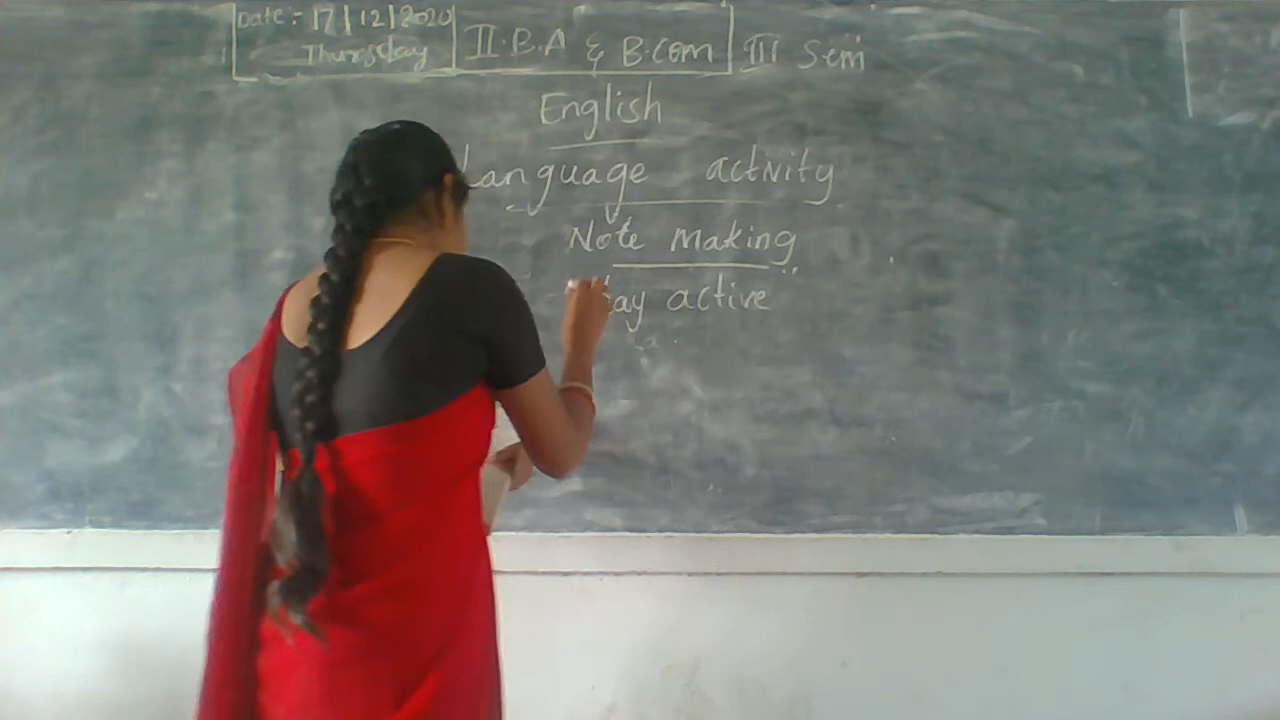 Date :- 17/12/2020
Thursday
II.B.A & B.com III Sem
English
Language activity
Note Making
active